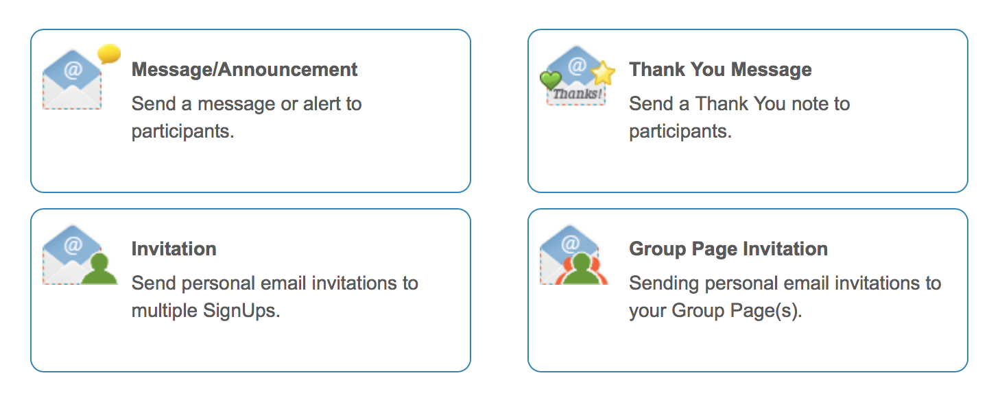 @
Message/Announcement
Send a message or alert to
participants.
@
Thanks!
Thank You Message
Send a Thank You note to
participants.
@
Invitation
Send personal email invitations to
multiple SignUps.
@
Group Page Invitation
Sending personal email invitations to
your Group Page(s).